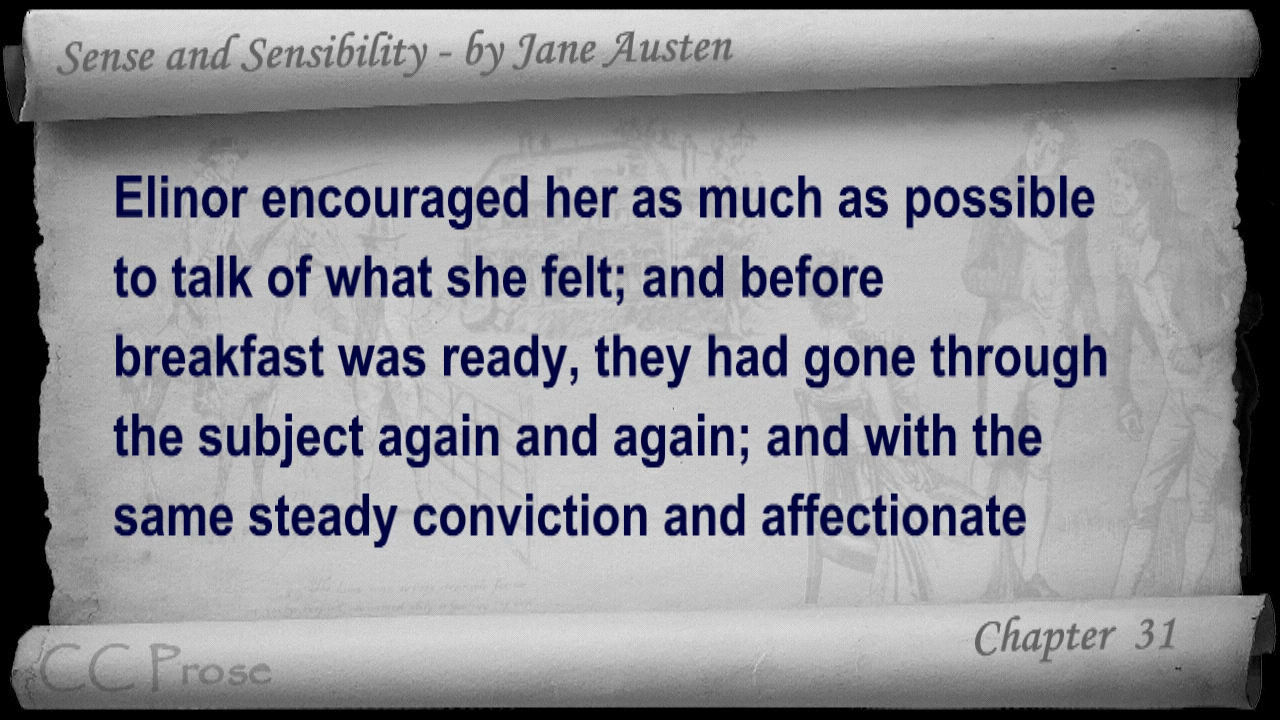 Sense and Sensibility - by Jane Austen
Elinor encouraged her as much as possible
to talk of what she felt; and before
breakfast was ready, they had gone through
the subject again and again; and with the
same steady conviction and affectionate
Chapter 31
CC Prose